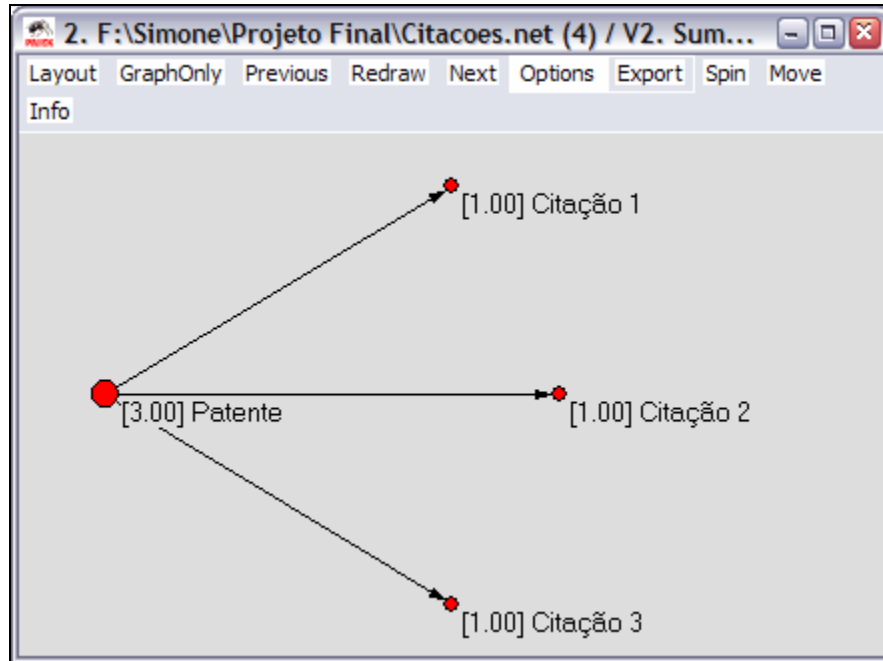 2. F:\Simone\Projeto Final\Citacoes.net (4) / V2. Sum...
Layout GraphOnly Previous Redraw Next Options Export Spin Move
Info
[1.00] Citação 1
[3.00] Patente
[1.00] Citação 2
[1.00] Citação 3